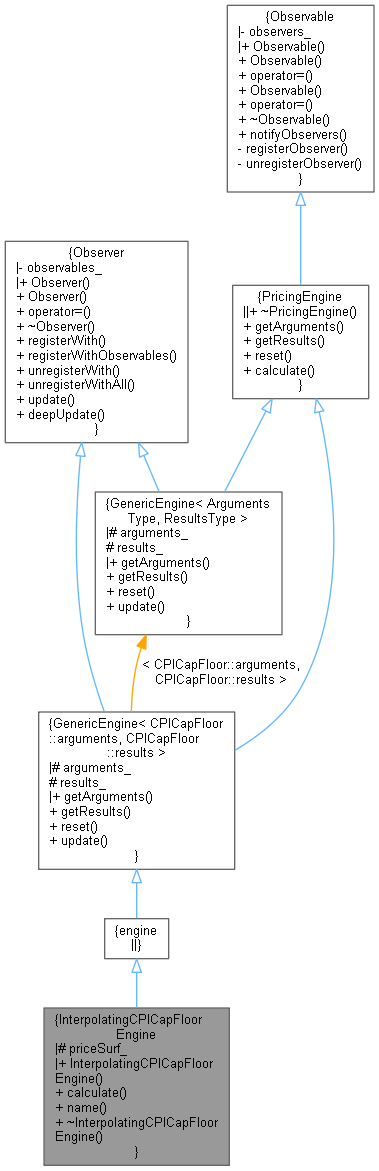 {Observable
|- observers_
|+ Observable()
+ Observable()
+ operator=()
+ Observable()
+ operator=()
+ ~Observable()
+ notifyObservers()
- registerObserver()
- unregisterObserver()
}
{Observer
|- observables_
|+ Observer()
+ Observer()
+ operator=()
+ ~Observer()
+ registerWith()
+ registerWithObservables()
+ unregisterWith()
+ unregisterWithAll()
+ update()
+ deepUpdate()
}
{PricingEngine
||+ ~PricingEngine()
+ getArguments()
+ getResults()
+ reset()
+ calculate()
}
{GenericEngine< Arguments
Type, ResultsType >
|# arguments_
# results_
|+ getArguments()
+ getResults()
+ reset()
+ update()
}
< CPICapFloor::arguments,
CPICapFloor::results >
{GenericEngine< CPICapFloor
::arguments, CPICapFloor
::results >
|# arguments_
# results_
|+ getArguments()
+ getResults()
+ reset()
+ update()
}
{engine
||}
{InterpolatingCPICapFloor
Engine
|# priceSurf_
|+ InterpolatingCPICapFloor
Engine()
+ calculate()
+ name()
+ ~InterpolatingCPICapFloor
Engine()
}